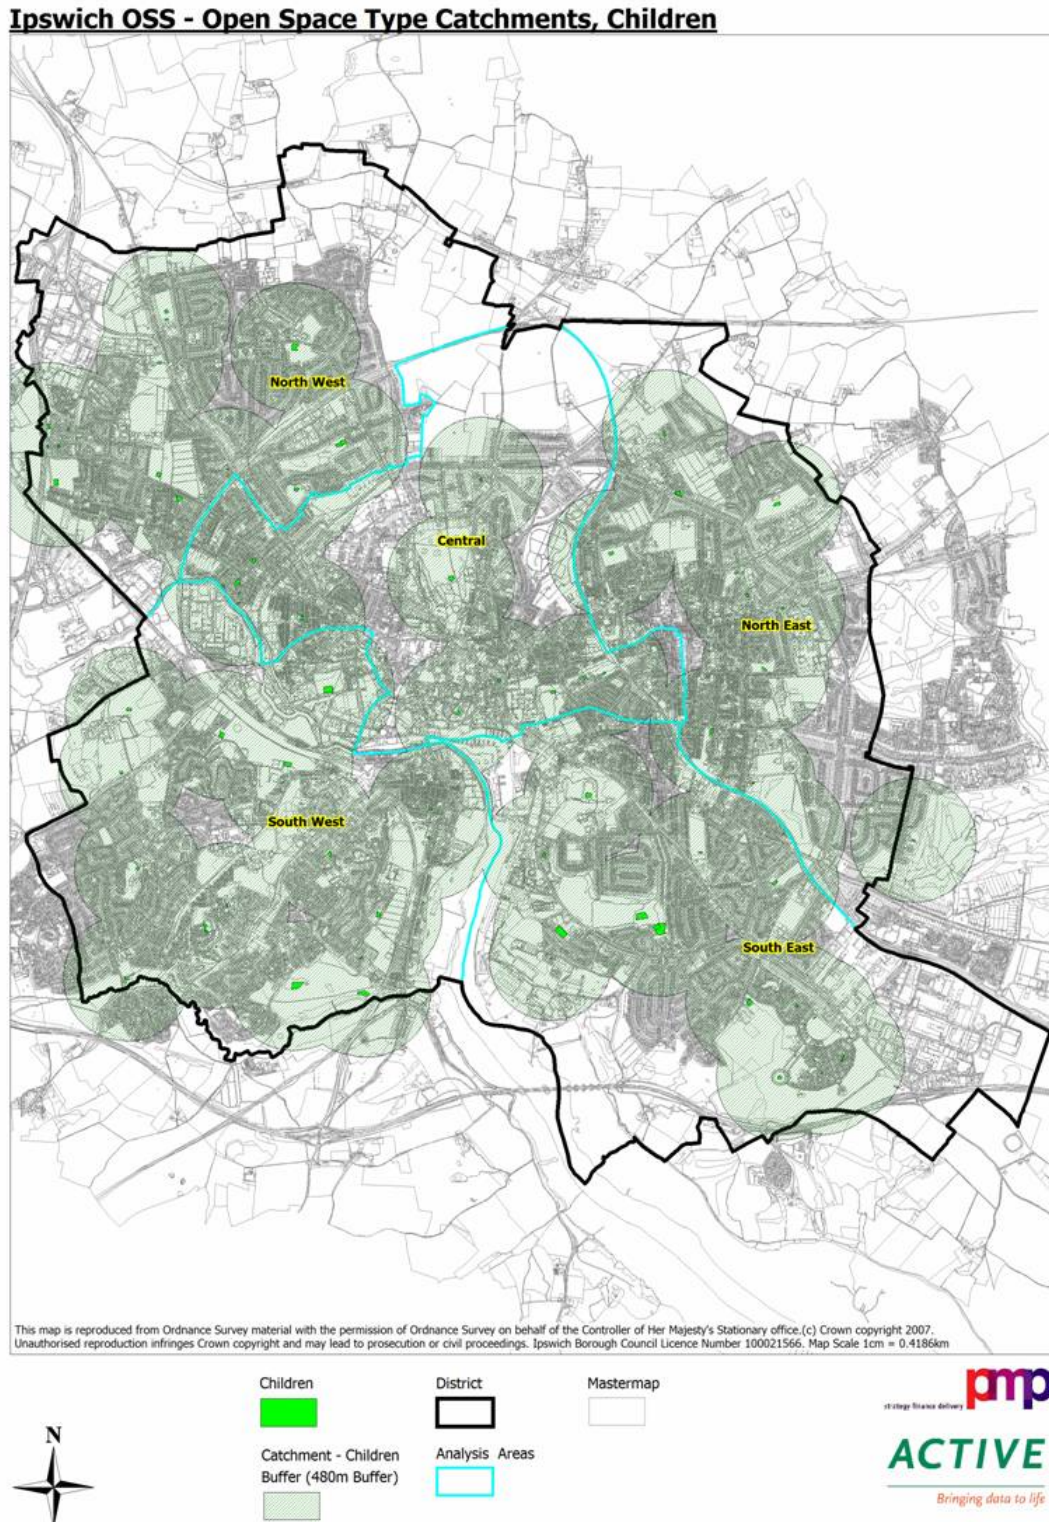 Ipswich OSS - Open Space Type Catchments, Children
North West
Central
North East
South West
South East
This map is reproduced from Ordnance Survey material with the permission of Ordnance Survey on behalf of the Controller of Her Majesty's Stationary office.(c) Crown copyright 2007.
Unauthorised reproduction infringes Crown copyright and may lead to prosecution or civil proceedings. Ipswich Borough Council Licence Number 100021566. Map Scale 1cm = 0.4186km
Children
District
Mastermap
pmp
strategy finance delivery
N
Catchment - Children
Buffer (480m Buffer)
Analysis Areas
ACTIVE
Bringing data to life